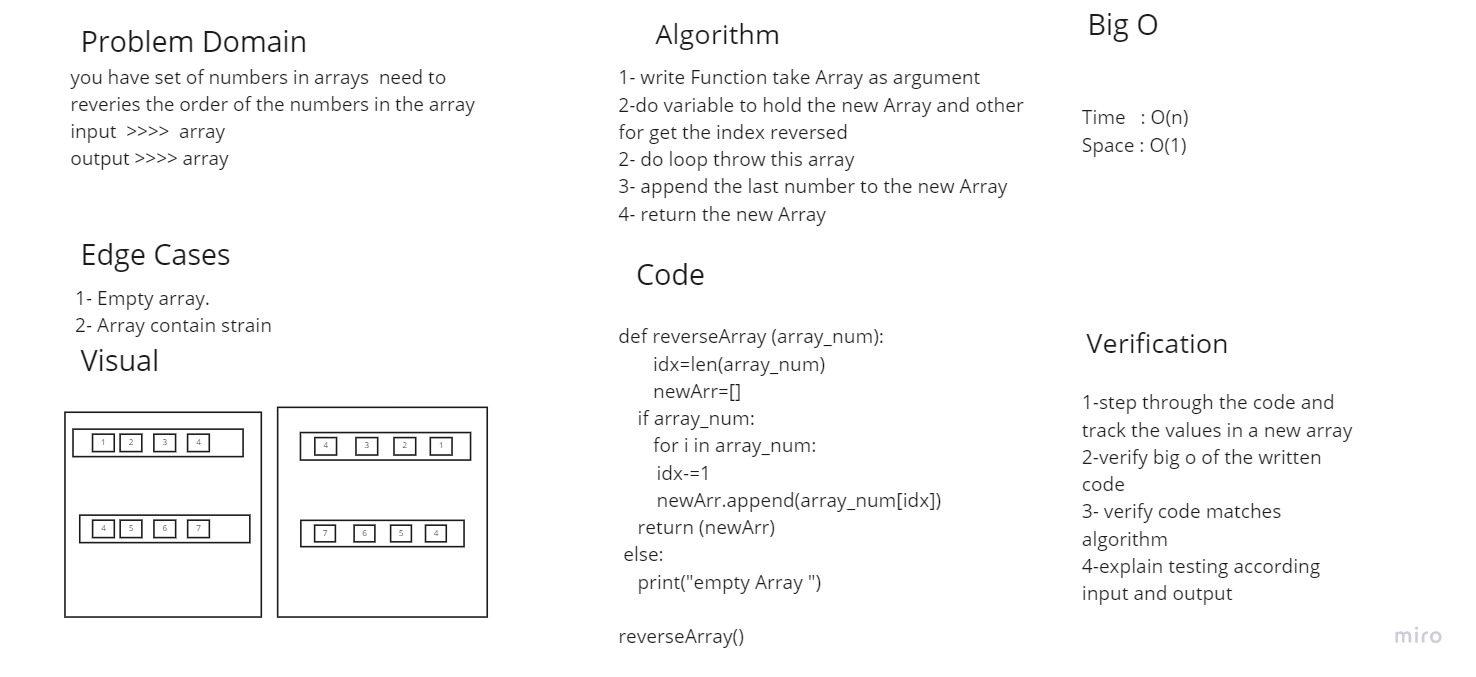 Problem Domain
you have set of numbers in arrays  need to
reveries the order of the numbers in the array
input  >>>>  array
output >>>> array
Edge Cases
1- Empty array.
2- Array contain strain
Visual
1 2 3 4
4 5 6 7
4 3 2 1
7 6 5 4
Algorithm
1- write Function take Array as argument
2-do variable to hold the new Array and other
for get the index reversed
2- do loop throw this array
3- append the last number to the new Array
4- return the new Array
Code
def reverseArray (array_num):
idx=len(array_num)
newArr=[]
if array_num:
for i in array_num:
idx-=1
newArr.append(array_num[idx])
return (newArr)
else:
print("empty Array ")
reverseArray()
Big O
Time   : O(n)
Space : O(1)
Verification
1-step through the code and
track the values in a new array
2-verify big o of the written
code
3- verify code matches
algorithm
4-explain testing according
input and output
miro